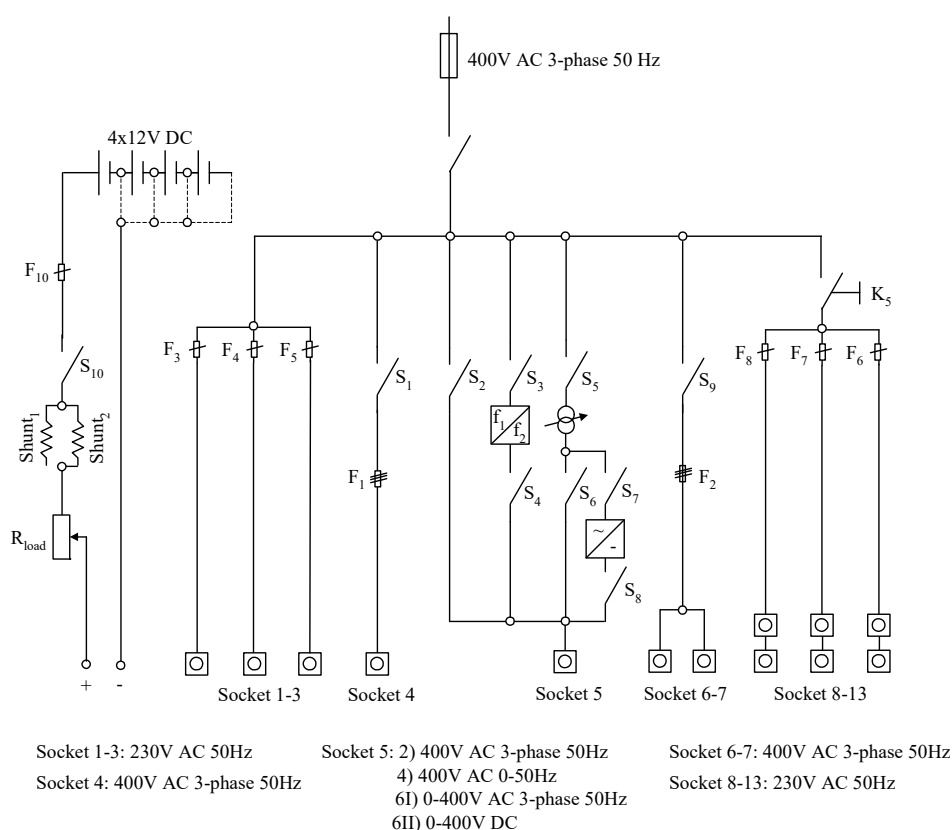 400V AC 3-phase 50 Hz
4x12V DC
F10
S10
Shunt1
Shunt2
Rload
+
-
F3
F4
F5
S1
F1
S2
S3
f1
f2
S4
S5
S6
S7
~
-
S8
S9
F2
K5
F8
F7
F6
Socket 1-3
Socket 4
Socket 5
Socket 6-7
Socket 8-13
Socket 1-3: 230V AC 50Hz
Socket 4: 400V AC 3-phase 50Hz
Socket 5: 2) 400V AC 3-phase 50Hz
4) 400V AC 0-50Hz
6I) 0-400V AC 3-phase 50Hz
6II) 0-400V DC
Socket 6-7: 400V AC 3-phase 50Hz
Socket 8-13: 230V AC 50Hz